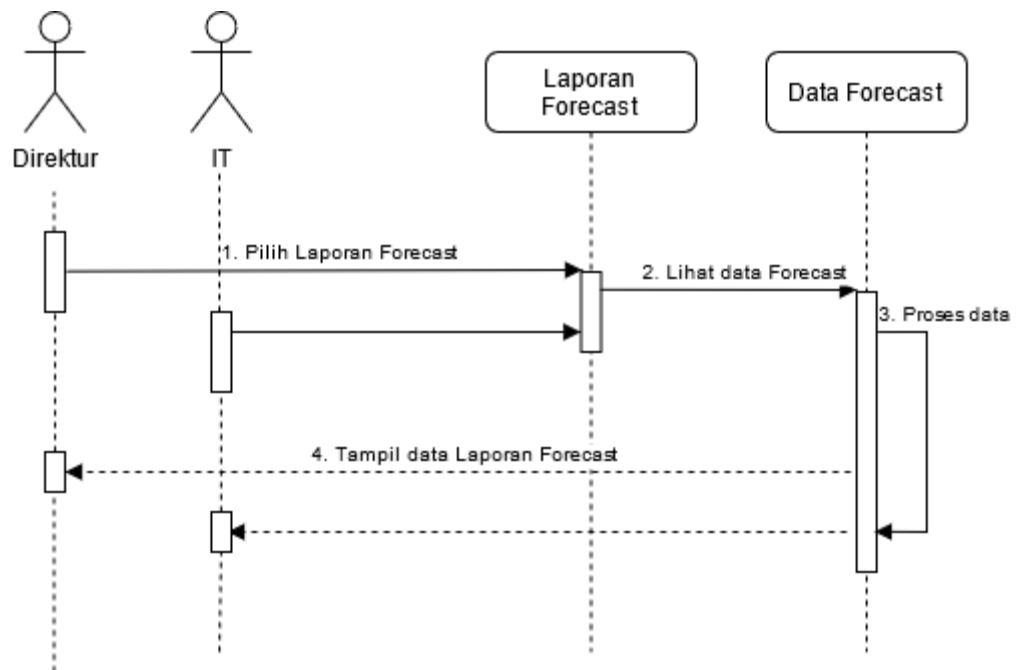 Direktur
IT
Laporan
Forecast
Data Forecast
1. Pilih Laporan Forecast
2. Lihat data Forecast
3. Proses data
4. Tampil data Laporan Forecast